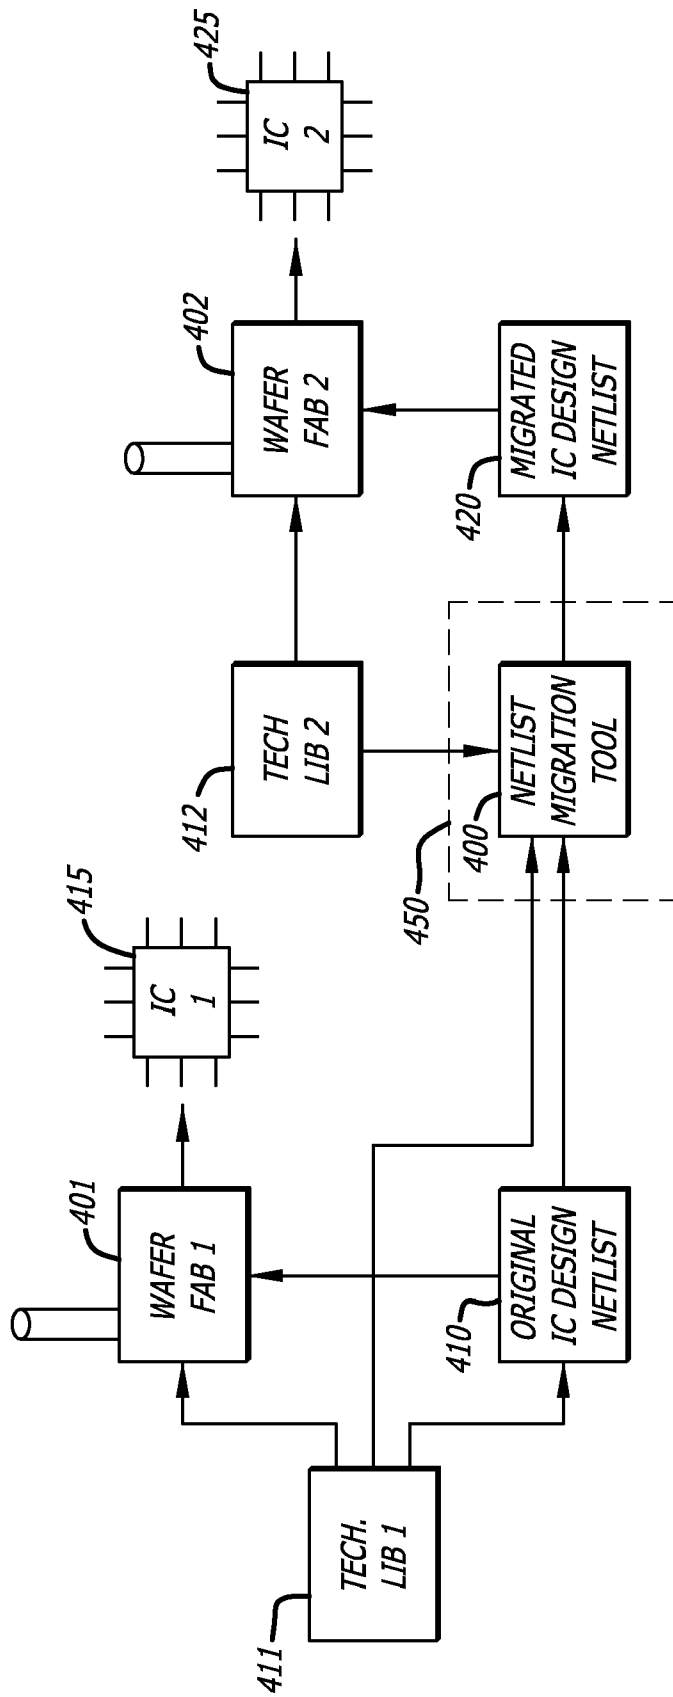 411
TECH.
LIB 1
401
WAFER
FAB 1
415
IC
1
410
ORIGINAL
IC DESIGN
NETLIST
412
TECH
LIB 2
450
400
NETLIST
MIGRATION
TOOL
402
WAFER
FAB 2
425
IC
2
420
MIGRATED
IC DESIGN
NETLIST